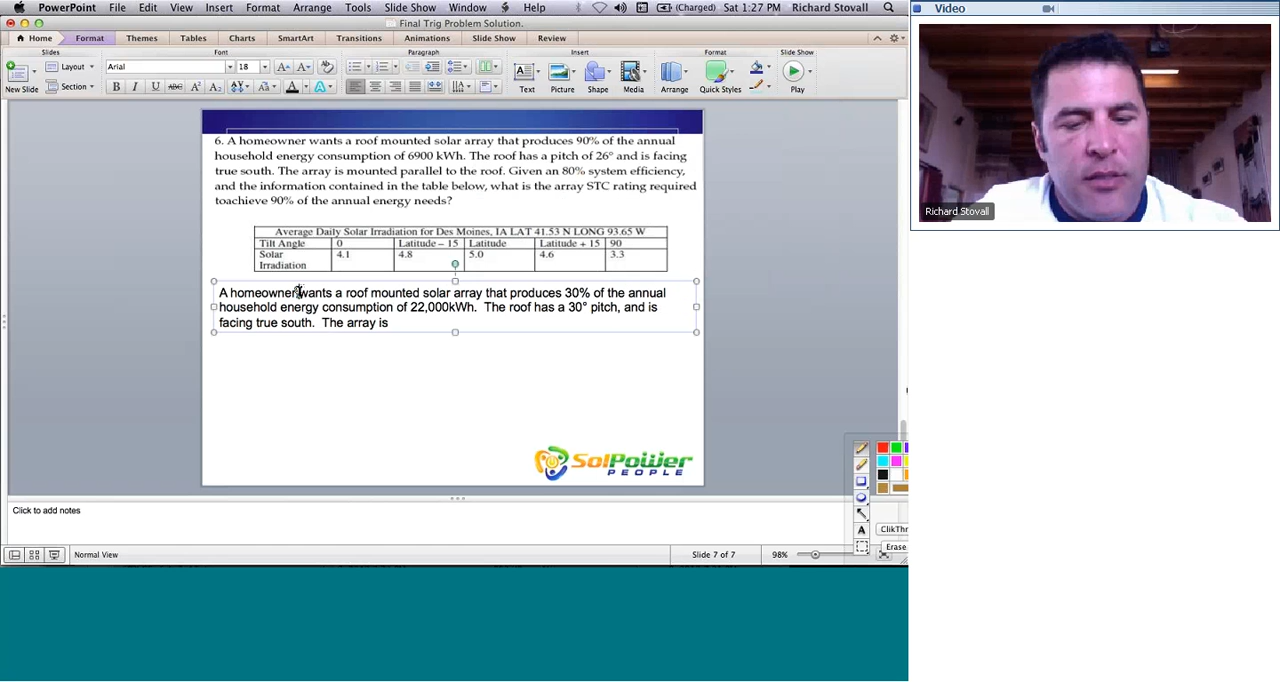 PowerPoint File Edit View Insert Format Arrange Tools Slide Show Window Help (Charged) Sat 1:27 PM Richard Stovall
Video
Final Trig Problem Solution.
Home Format Themes Tables Charts SmartArt Transitions Animations Slide Show Review
Slides Font Paragraph Insert Format Slide Show
Layout Arial 18
New Slide Section B I U ABC Text Picture Shape Media Arrange Quick Styles Play
6. A homeowner wants a roof mounted solar array that produces 90% of the annual
household energy consumption of 6900 kWh. The roof has a pitch of 26° and is facing
true south. The array is mounted parallel to the roof. Given an 80% system efficiency,
and the information contained in the table below, what is the array STC rating required
toachieve 90% of the annual energy needs?
Average Daily Solar Irradiation for Des Moines, IA LAT 41.53 N LONG 93.65 W
Tilt Angle 0 Latitude – 15 Latitude Latitude + 15 90
Solar 4.1 4.8 5.0 4.6 3.3
Irradiation
A homeowner wants a roof mounted solar array that produces 30% of the annual
household energy consumption of 22,000kWh. The roof has a 30° pitch, and is
facing true south. The array is
SolPower
PEOPLE
Richard Stovall
A
ClikThr
Erase
Click to add notes
Normal View Slide 7 of 7 98%